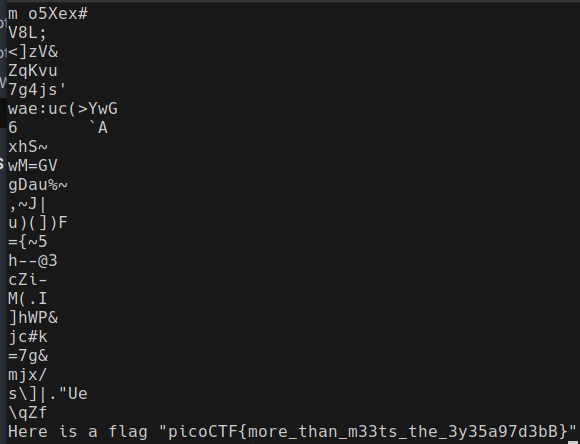 m o5Xex#
V8L;
<]zV&
ZqKvu
7g4js'
wae:uc(>YwG
6       `A
xhS~
wM=GV
gDau%~
,~J|
u)(])F
={~5
h--@3
cZi-
M(.I
]hWP&
jc#k
=7g&
mjx/
s\]|."Ue
\qZf
Here is a flag "picoCTF{more_than_m33ts_the_3y35a97d3bB}"